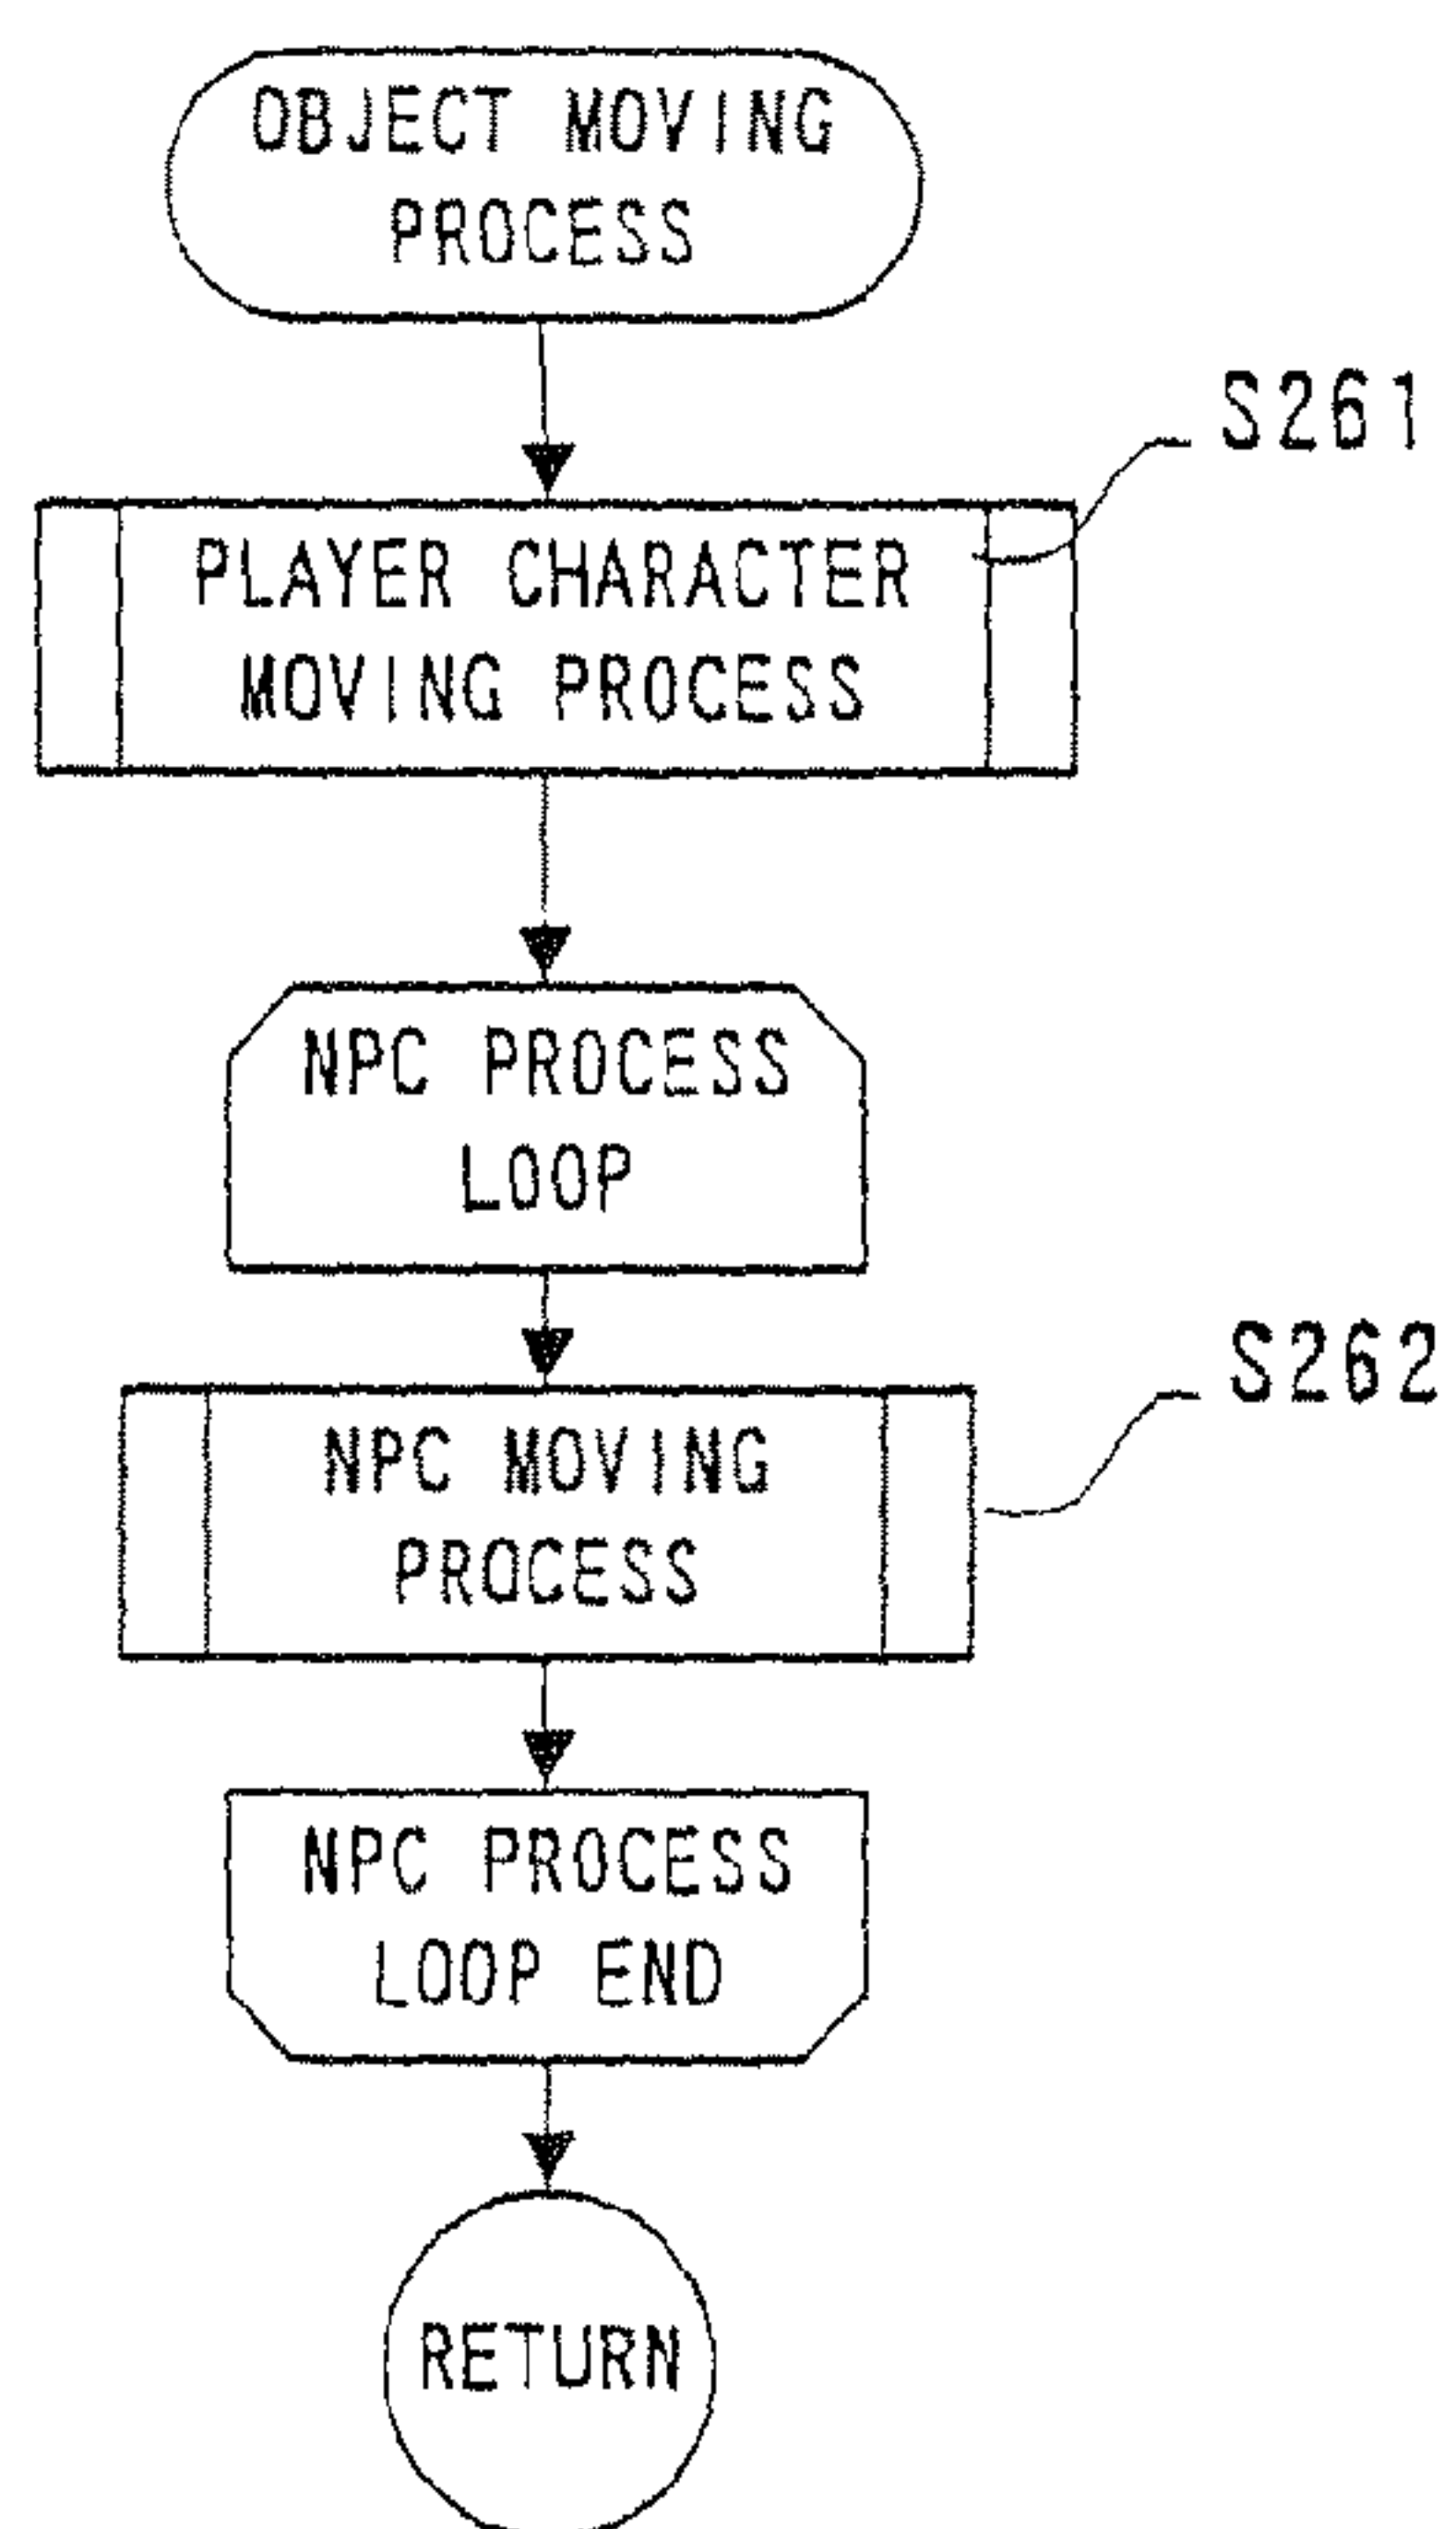 OBJECT MOVING
PROCESS
S261
PLAYER CHARACTER
MOVING PROCESS
NPC PROCESS
LOOP
S262
NPC MOVING
PROCESS
NPC PROCESS
LOOP END
RETURN